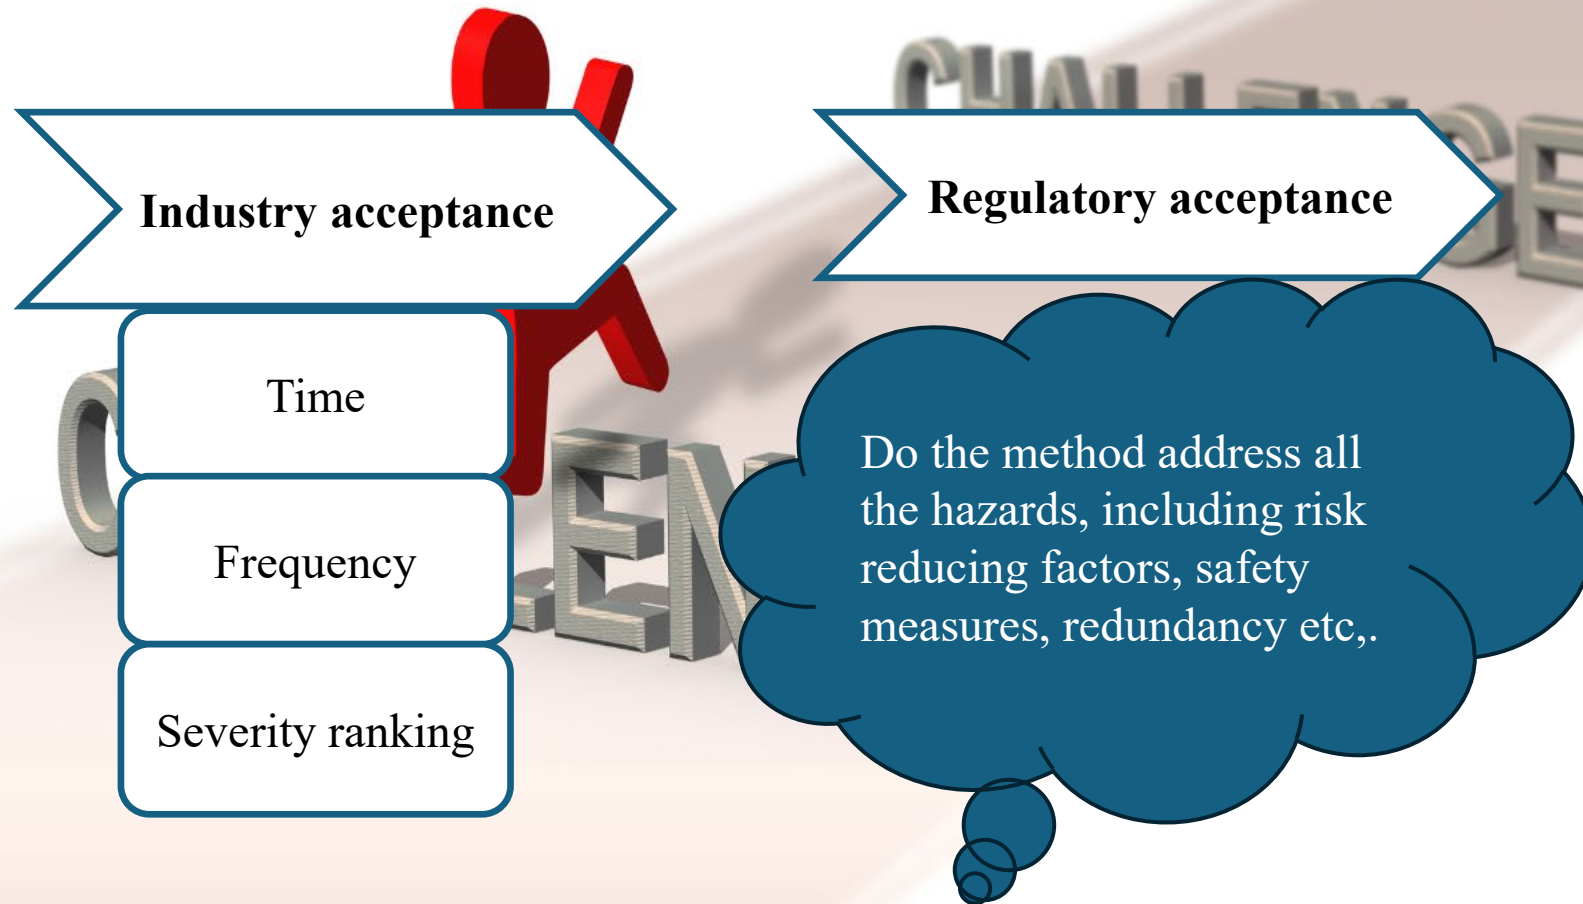 CHALLENGE
Industry acceptance
Regulatory acceptance
Time
Frequency
Severity ranking
Do the method address all
the hazards, including risk
reducing factors, safety
measures, redundancy etc,.